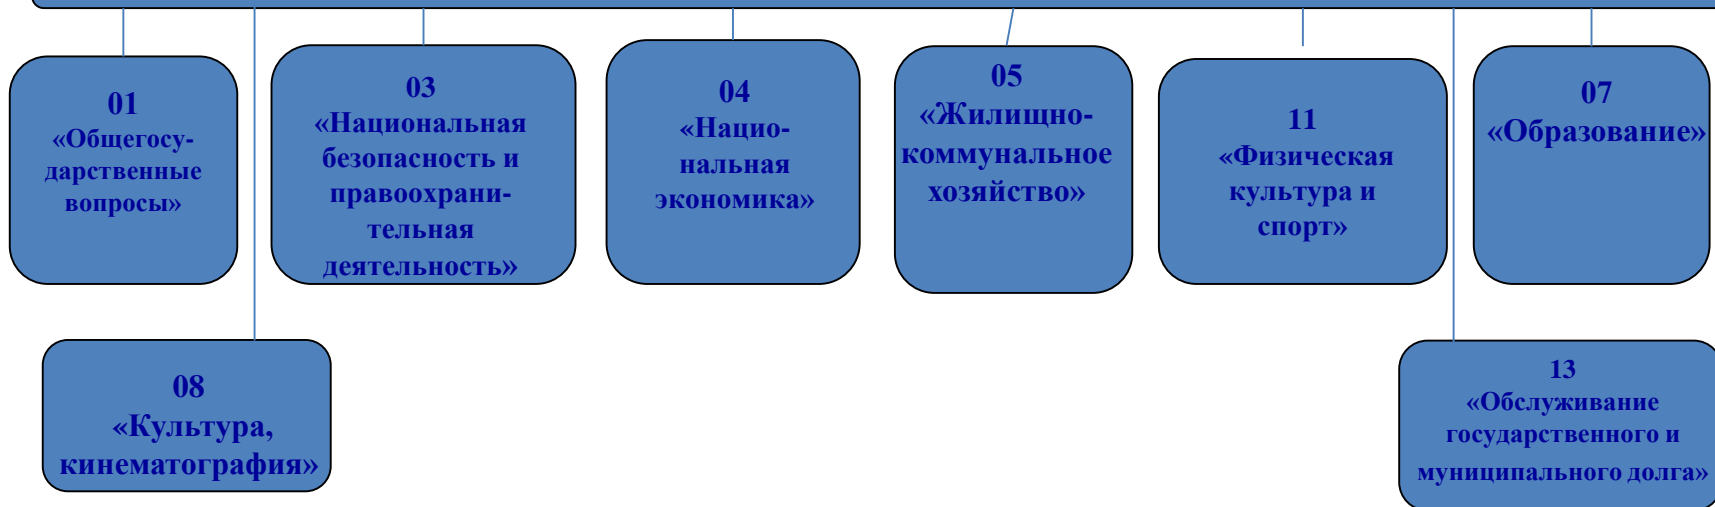 01
«Общегосу-
дарственные
вопросы»
03
«Национальная
безопасность и
правоохрани-
тельная
деятельность»
04
«Нацио-
нальная
экономика»
05
«Жилищно-
коммунальное
хозяйство»
11
«Физическая
культура и
спорт»
07
«Образование»
08
«Культура,
кинематография»
13
«Обслуживание
государственного и
муниципального долга»